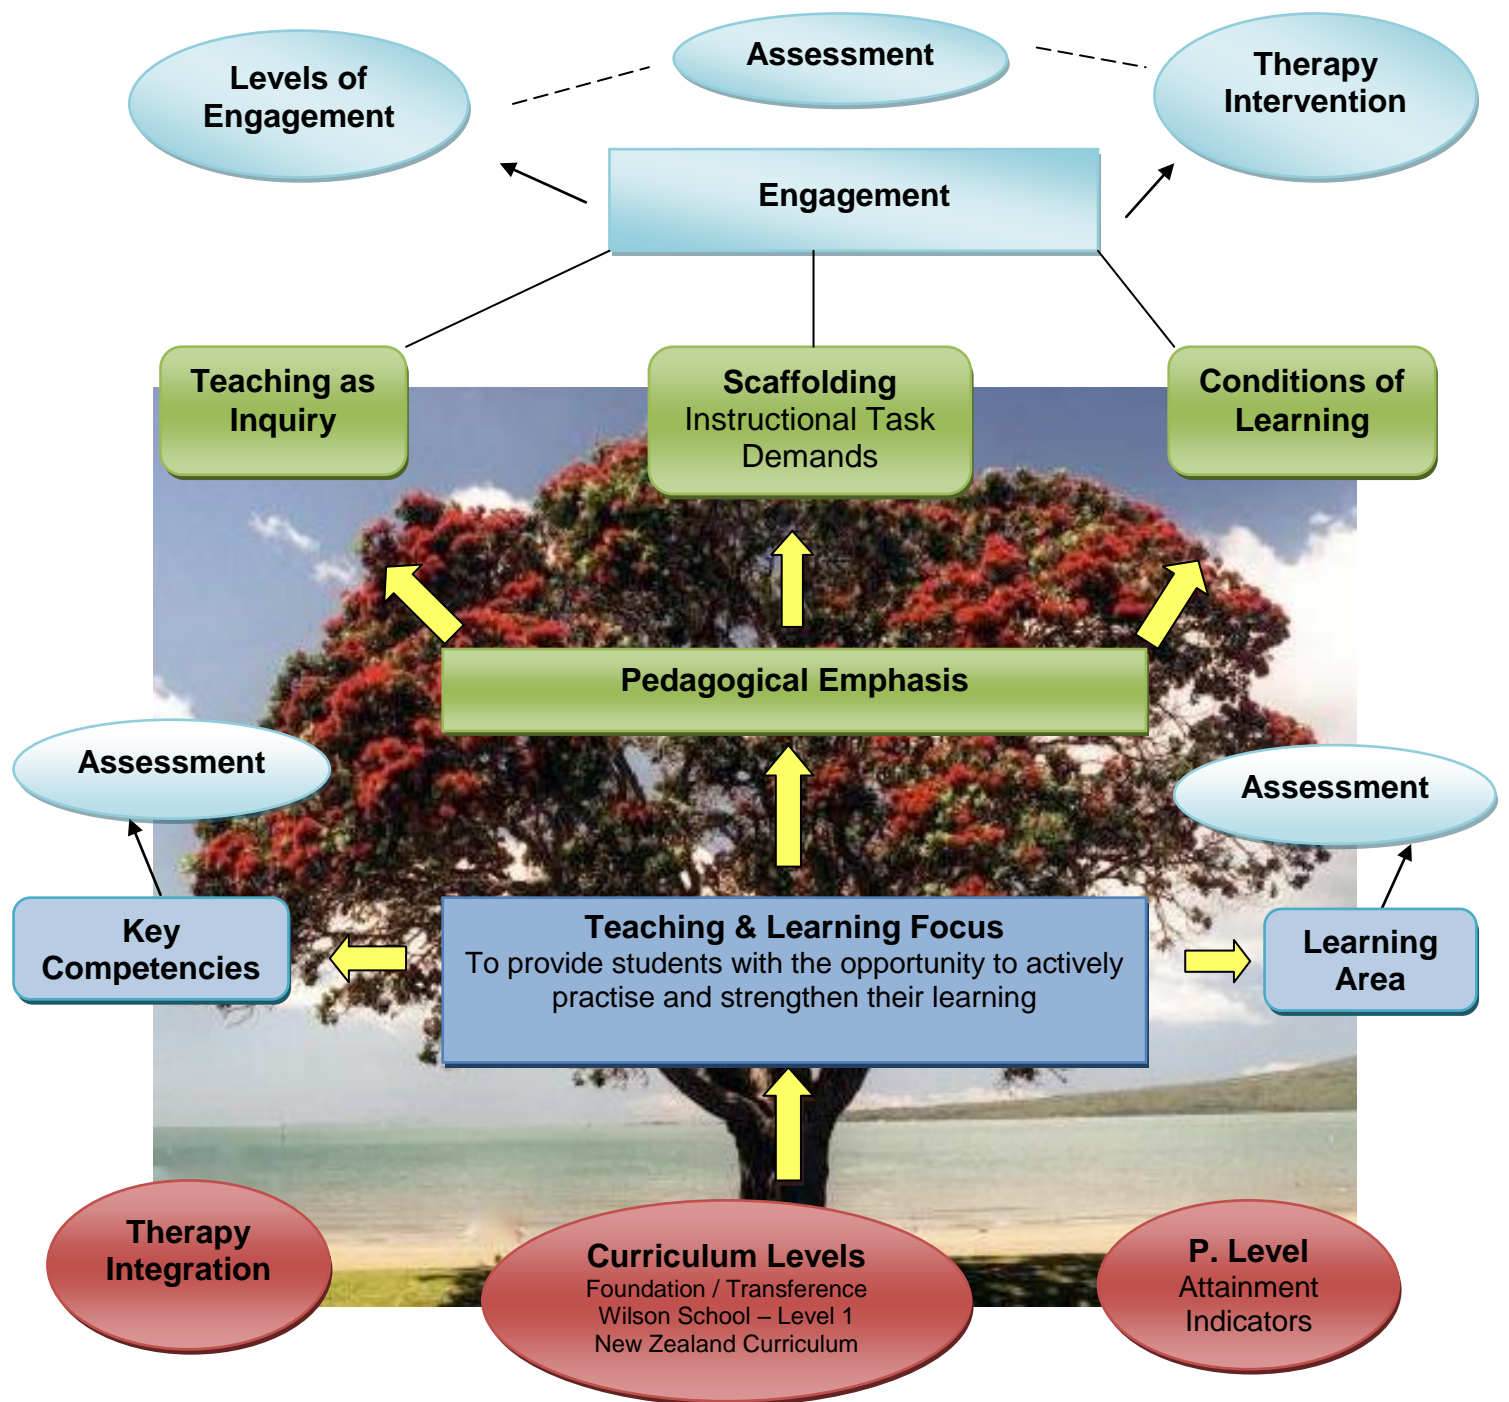 Levels of
Engagement
Assessment
Therapy
Intervention
Engagement
Teaching as
Inquiry
Scaffolding
Instructional Task
Demands
Conditions of
Learning
Pedagogical Emphasis
Assessment
Assessment
Key
Competencies
Teaching & Learning Focus
To provide students with the opportunity to actively
practise and strengthen their learning
Learning
Area
Therapy
Integration
Curriculum Levels
Foundation / Transference
Wilson School – Level 1
New Zealand Curriculum
P. Level
Attainment
Indicators